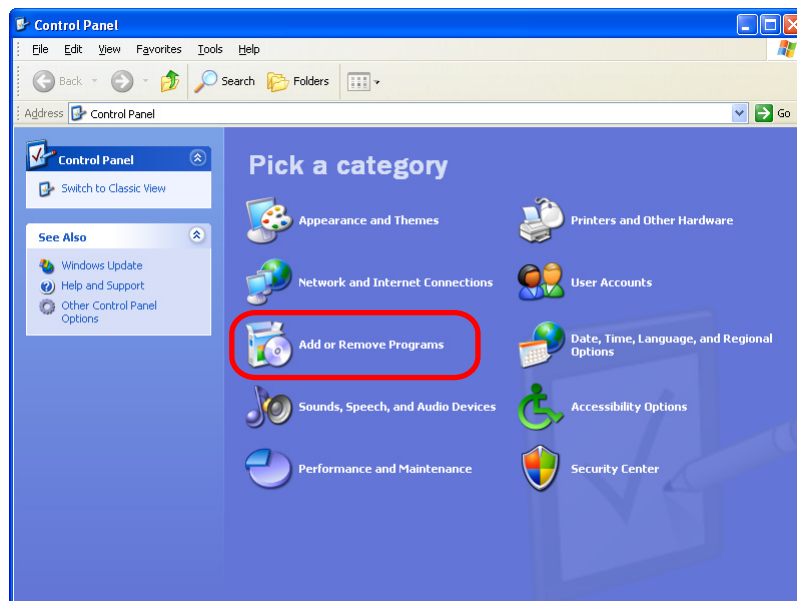 Control Panel
File Edit View Favorites Tools Help
Back Search Folders
Address Control Panel Go
Control Panel
Switch to Classic View
See Also
Windows Update
Help and Support
Other Control Panel
Options
Pick a category
Appearance and Themes
Printers and Other Hardware
Network and Internet Connections
User Accounts
Add or Remove Programs
Date, Time, Language, and Regional
Options
Sounds, Speech, and Audio Devices
Accessibility Options
Performance and Maintenance
Security Center